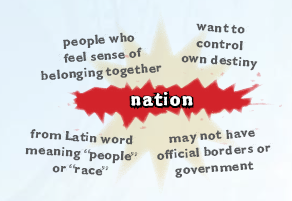 people who
feel sense of
belonging together
want to
control
own destiny
nation
from Latin word
meaning "people"
or "race"
may not have
official borders or
government